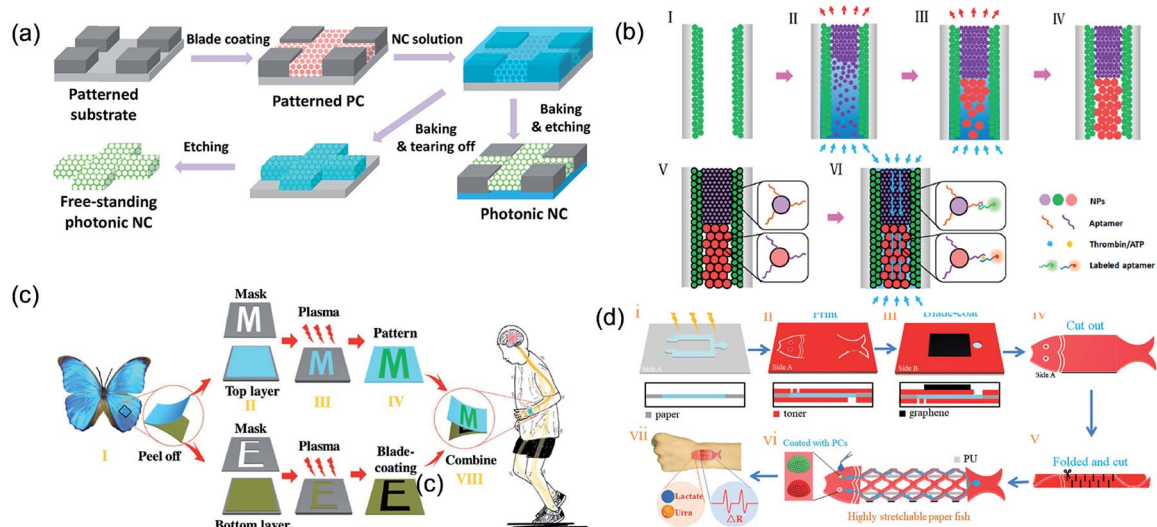 (a)
Blade coating
NC solution
Patterned
substrate
Patterned PC
Baking
& etching
Baking
& tearing off
Etching
Free-standing
photonic NC
Photonic NC
(b)
I
II
III
IV
V
VI
NPs
Aptamer
Thrombin/ATP
Labeled aptamer
(c)
Mask
Plasma
Pattern
M
M
M
Top layer
II
III
IV
I
Peel off
Mask
Plasma
Blade-
coating
E
E
E
(c)
M
Combine
VIII
Bottom layer
(d)
i
ii
Print
iii
Blade-coat
iv
Cut out
Side A
Side A
Side B
Side A
paper
toner
graphene
vii
vi
Coated with PCs
PU
v
Folded and cut
Lactate
Urea
ΔR
Highly stretchable paper fish